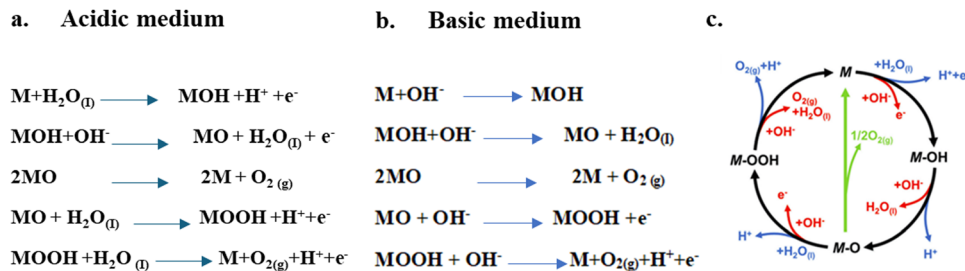 a. Acidic medium
M+H₂O₍ₗ₎ → MOH +H⁺ +e⁻
MOH+OH⁻ → MO + H₂O₍ₗ₎ + e⁻
2MO → 2M + O₂ (g)
MO + H₂O₍ₗ₎ → MOOH +H⁺+e⁻
MOOH +H₂O (l) → M+O₂(g)+H⁺+e⁻
b. Basic medium
M+OH⁻ → MOH
MOH+OH⁻ → MO + H₂O(l)
2MO → 2M + O₂ (g)
MO + OH⁻ → MOOH +e⁻
MOOH + OH⁻ → M+O₂(g)+H⁺+e⁻
c.
O₂(g)+H⁺
M
+H₂O(l)
H⁺+e
+OH⁻
e⁻
O₂(g)
+H₂O(l)
+OH⁻
1/2O₂(g)
M-OOH
M-OH
+OH⁻
H₂O(l)
H⁺
e⁻
+OH⁻
H⁺
+H₂O(l)
M-O